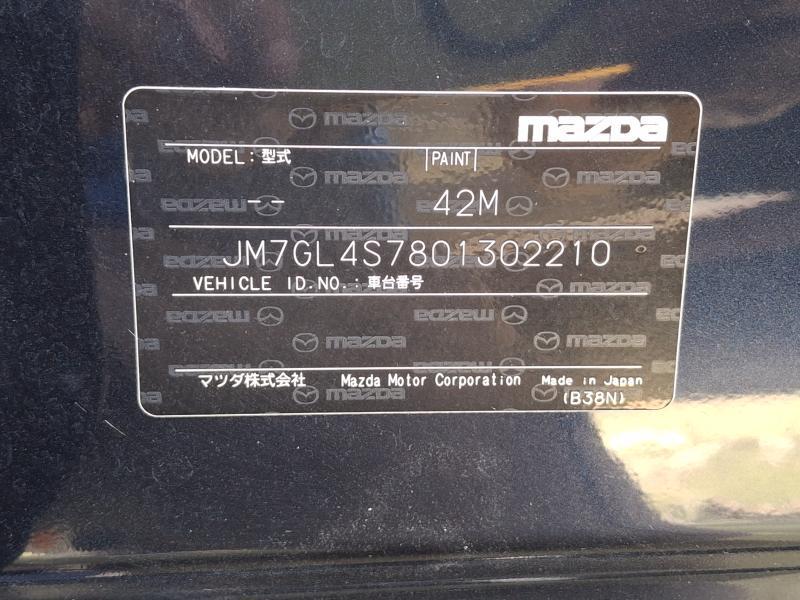 mazda
MODEL : 型式 PAINT
-- 42M
JM7GL4S7801302210
VEHICLE ID.NO. : 車台番号
マツダ株式会社 Mazda Motor Corporation Made in Japan
(B38N)